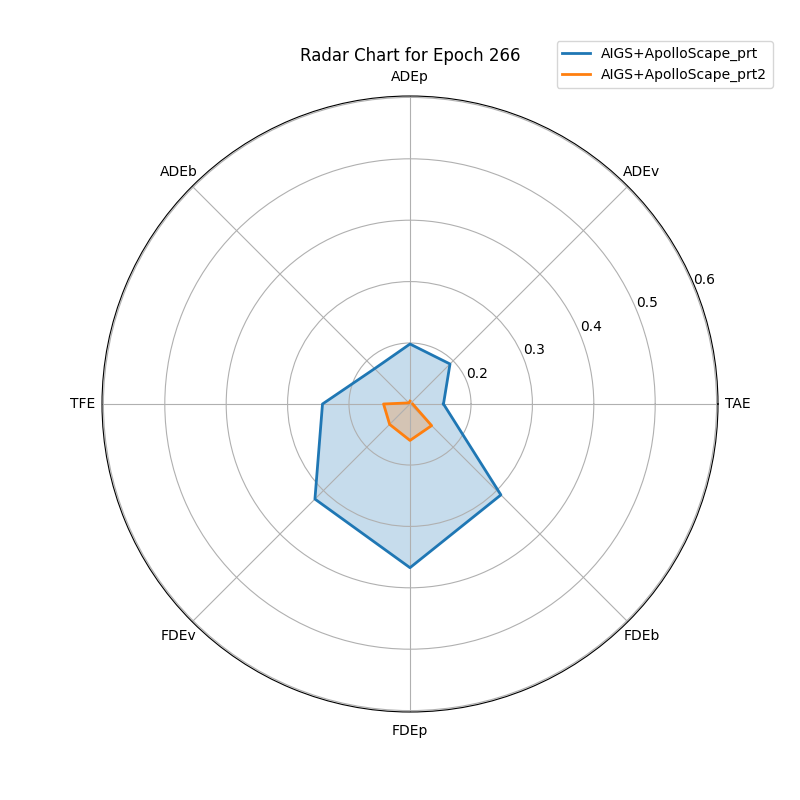 Radar Chart for Epoch 266
AIGS+ApolloScape_prt
AIGS+ApolloScape_prt2
ADEp
ADEb
ADEv
0.6
0.5
0.4
0.3
0.2
TFE
TAE
FDEv
FDEb
FDEp